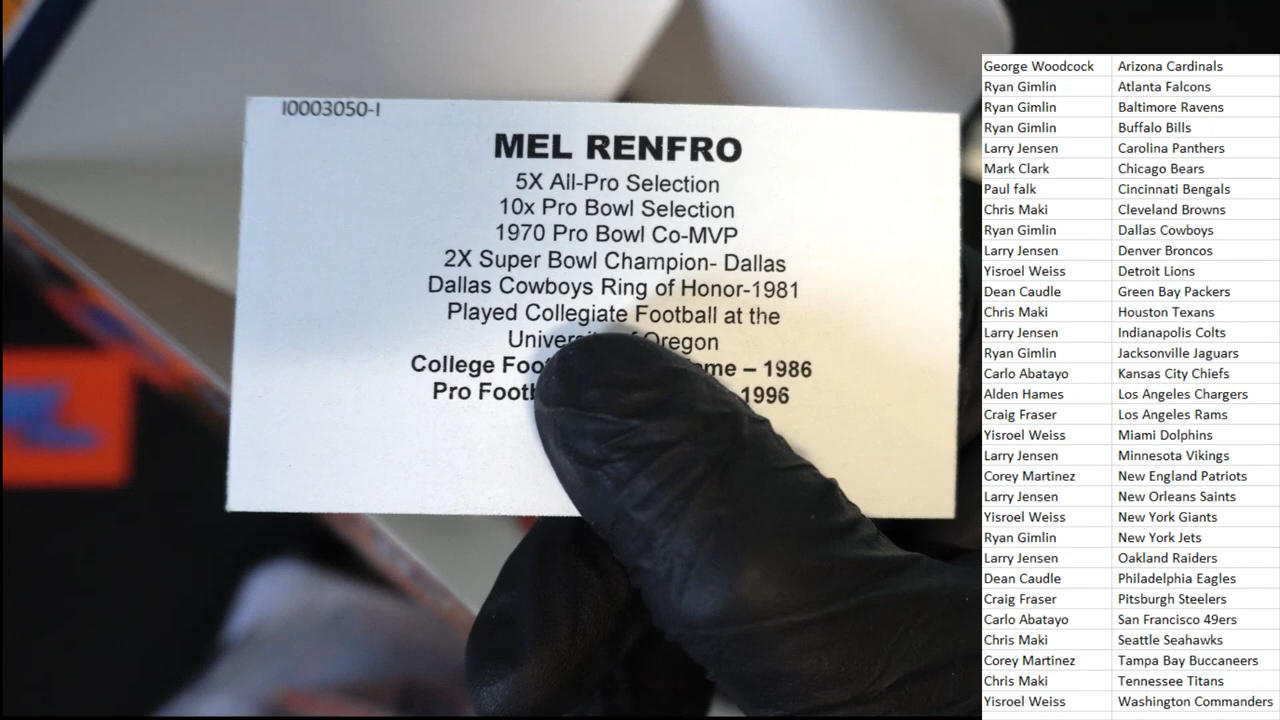 I0003050-I
MEL RENFRO
5X All-Pro Selection
10x Pro Bowl Selection
1970 Pro Bowl Co-MVP
2X Super Bowl Champion- Dallas
Dallas Cowboys Ring of Honor-1981
Played Collegiate Football at the
of Oregon
College – 1986
Pro 1996
George Woodcock Arizona Cardinals
Ryan Gimlin Atlanta Falcons
Ryan Gimlin Baltimore Ravens
Ryan Gimlin Buffalo Bills
Larry Jensen Carolina Panthers
Mark Clark Chicago Bears
Paul falk Cincinnati Bengals
Chris Maki Cleveland Browns
Ryan Gimlin Dallas Cowboys
Larry Jensen Denver Broncos
Yisroel Weiss Detroit Lions
Dean Caudle Green Bay Packers
Chris Maki Houston Texans
Larry Jensen Indianapolis Colts
Ryan Gimlin Jacksonville Jaguars
Carlo Abatayo Kansas City Chiefs
Alden Hames Los Angeles Chargers
Craig Fraser Los Angeles Rams
Yisroel Weiss Miami Dolphins
Larry Jensen Minnesota Vikings
Corey Martinez New England Patriots
Larry Jensen New Orleans Saints
Yisroel Weiss New York Giants
Ryan Gimlin New York Jets
Larry Jensen Oakland Raiders
Dean Caudle Philadelphia Eagles
Craig Fraser Pitsburgh Steelers
Carlo Abatayo San Francisco 49ers
Chris Maki Seattle Seahawks
Corey Martinez Tampa Bay Buccaneers
Chris Maki Tennessee Titans
Yisroel Weiss Washington Commanders